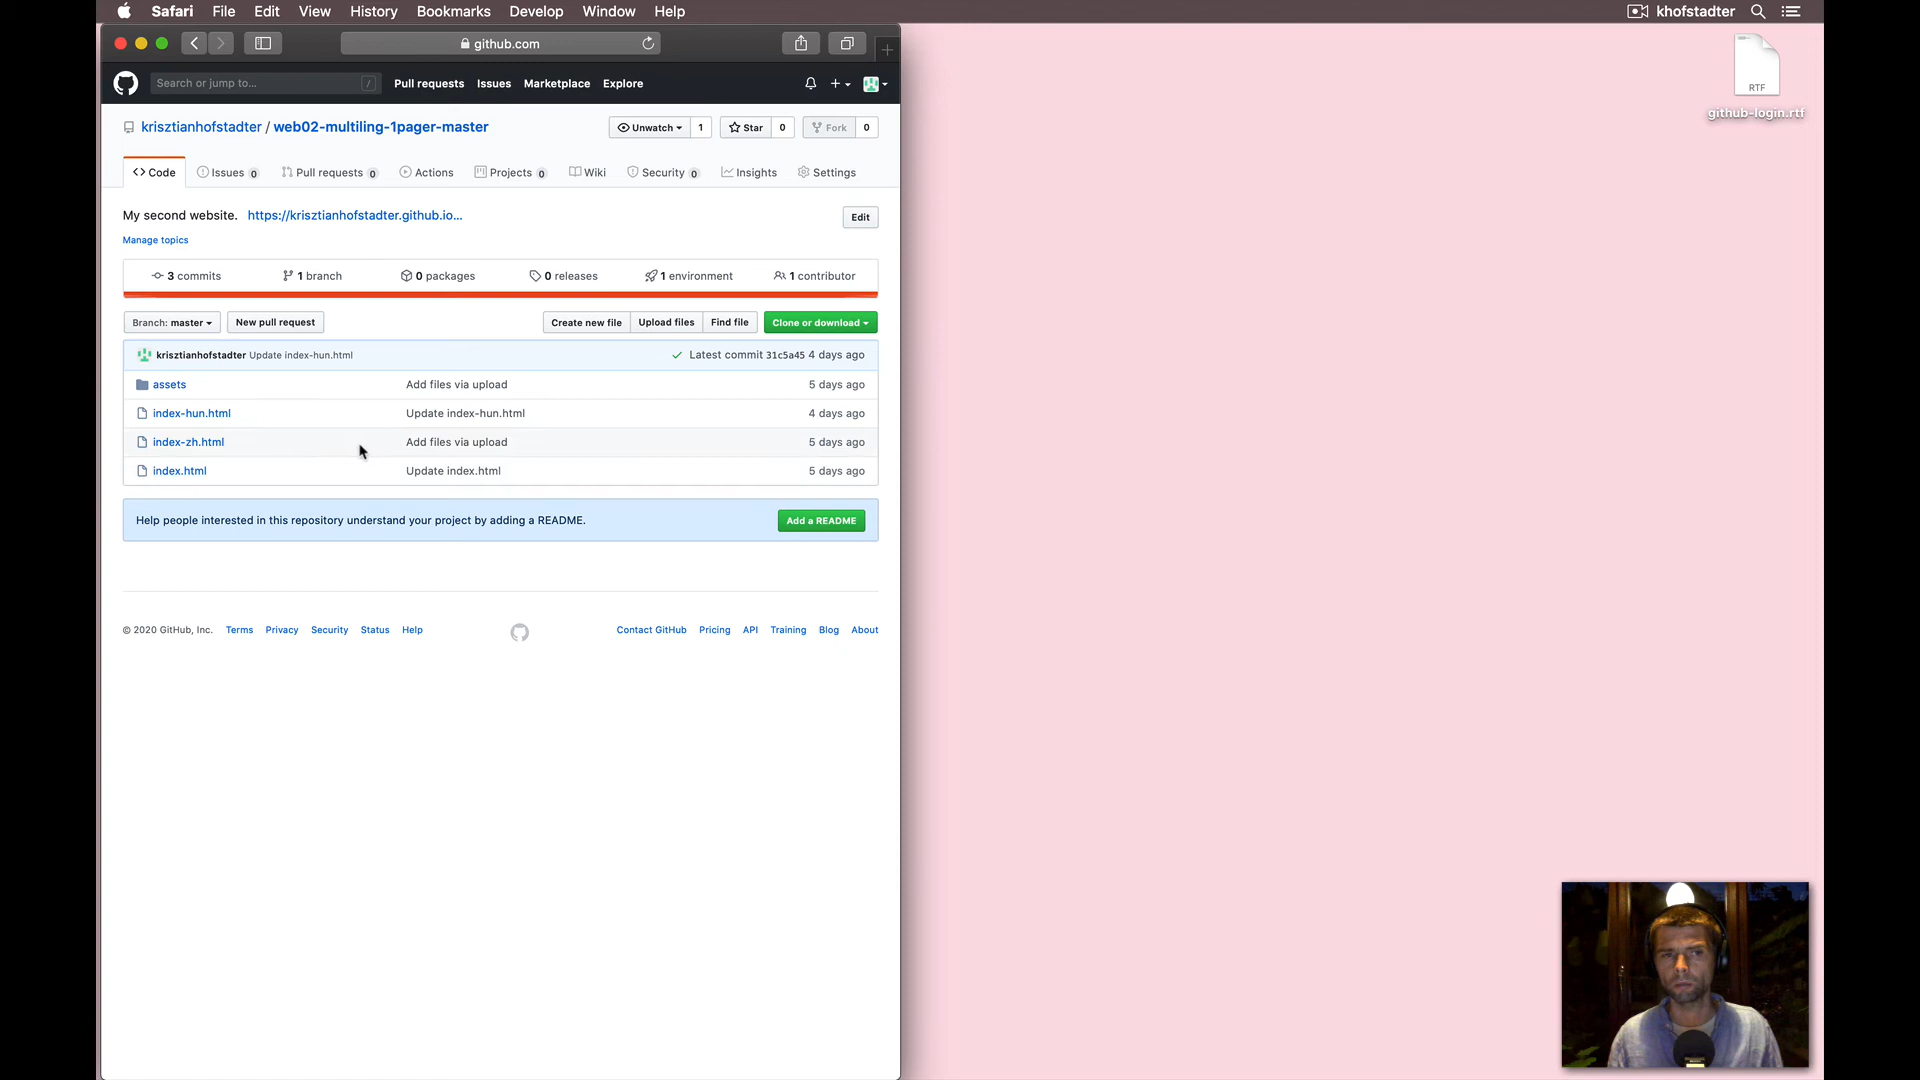 Safari File Edit View History Bookmarks Develop Window Help khofstadter
github.com
Search or jump to... / Pull requests Issues Marketplace Explore
krisztianhofstadter / web02-multiling-1pager-master Unwatch 1 Star 0 Fork 0
Code Issues 0 Pull requests 0 Actions Projects 0 Wiki Security 0 Insights Settings
My second website. https://krisztianhofstadter.github.io... Edit
Manage topics
3 commits 1 branch 0 packages 0 releases 1 environment 1 contributor
Branch: master New pull request Create new file Upload files Find file Clone or download
krisztianhofstadter Update index-hun.html Latest commit 31c5a45 4 days ago
assets Add files via upload 5 days ago
index-hun.html Update index-hun.html 4 days ago
index-zh.html Add files via upload 5 days ago
index.html Update index.html 5 days ago
Help people interested in this repository understand your project by adding a README. Add a README
© 2020 GitHub, Inc. Terms Privacy Security Status Help Contact GitHub Pricing API Training Blog About
RTF
github-login.rtf